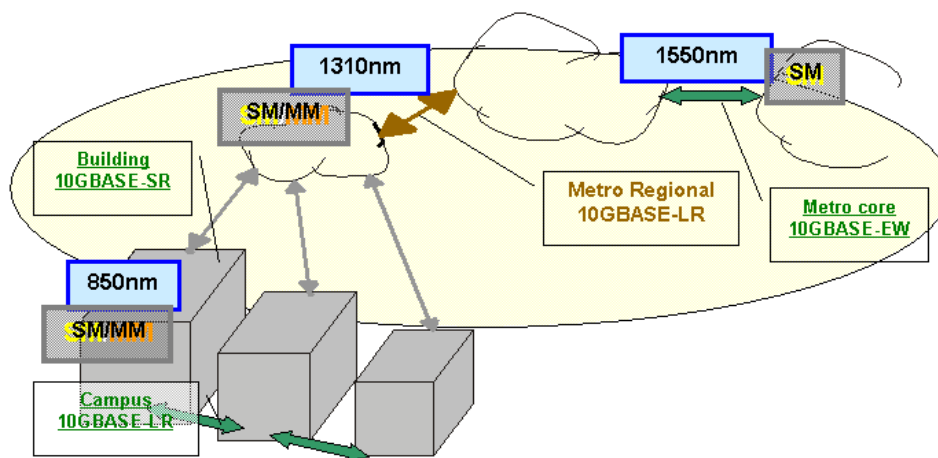 1310nm
1550nm
SM
SM/MM
Building
10GBASE-SR
Metro Regional
10GBASE-LR
Metro core
10GBASE-EW
850nm
SM/MM
Campus
10GBASE-LR